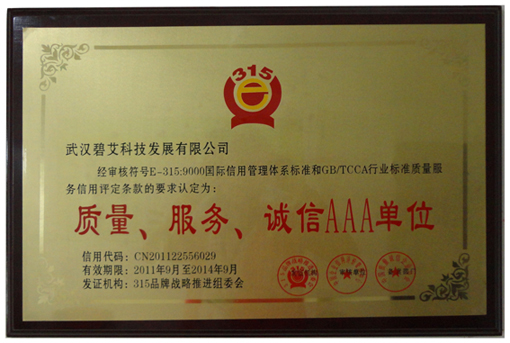 315
e
武汉碧艾科技发展有限公司
经审核符号E-315:9000国际信用管理体系标准和GB/TCCA行业标准质量服
务信用评定条款的要求认定为：
质量、服务、诚信AAA单位
信用代码：CN201122556029
有效期限：2011年9月至2014年9月
发证机构：315品牌战略推进组委会
315